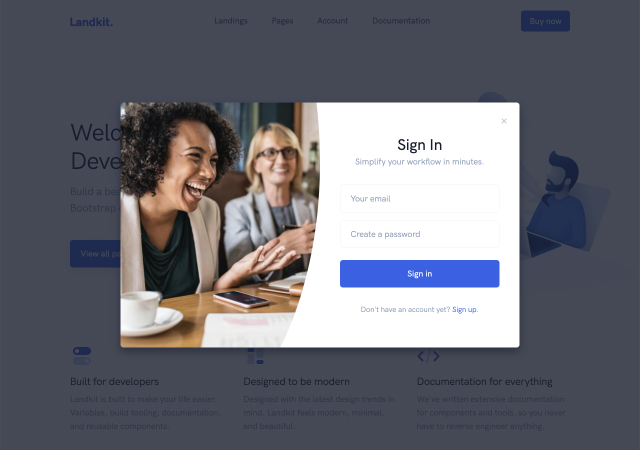 Landkit.
Landings Pages Account Documentation
Buy now
Welc
Deve
Build a be
Bootstrap
View all pa
×
Sign In
Simplify your workflow in minutes.
Your email
Create a password
Sign in
Don't have an account yet? Sign up.
Built for developers
Landkit is built to make your life easier.
Variables, build tooling, documentation,
and reusable components.
Designed to be modern
Designed with the latest design trends in
mind. Landkit feels modern, minimal,
and beautiful.
Documentation for everything
We've written extensive documentation
for components and tools, so you never
have to reverse engineer anything.